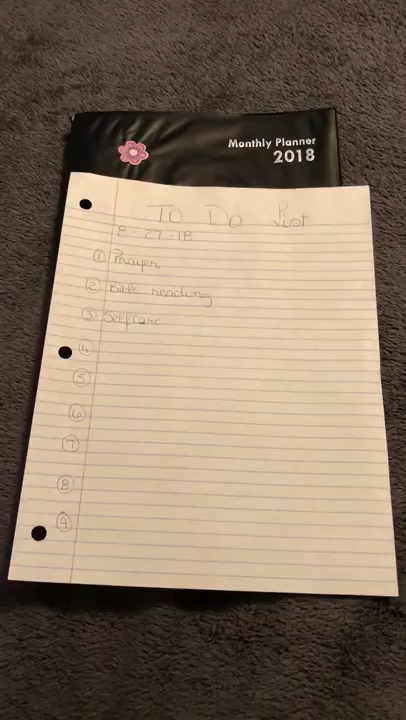 Monthly Planner
2018
To Do List
8-27-18
① Prayer
② Bible reading
③ Selfcare
④
⑤
⑥
⑦
⑧
⑨